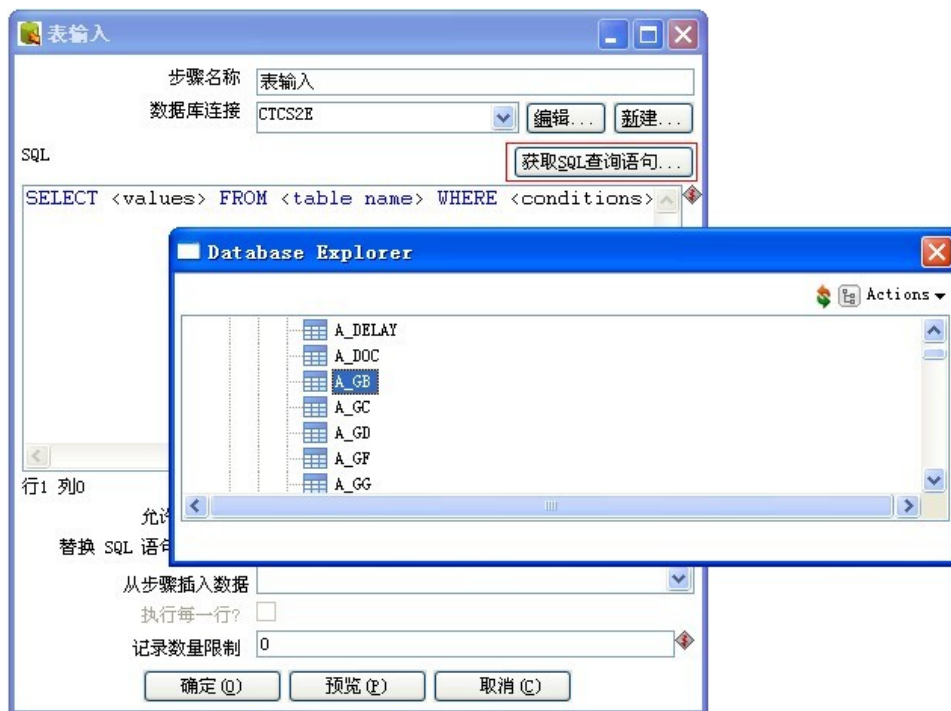 表输入
步骤名称 表输入
数据库连接 CTCS2E 编辑... 新建...
SQL 获取SQL查询语句...
SELECT <values> FROM <table name> WHERE <conditions>
Database Explorer
Actions
A_DELAY
A_DOC
A_GB
A_GC
A_GD
A_GF
A_GG
行1 列0
允许
替换 SQL 语句
从步骤插入数据
执行每一行?
记录数量限制 0
确定(O) 预览(P) 取消(C)